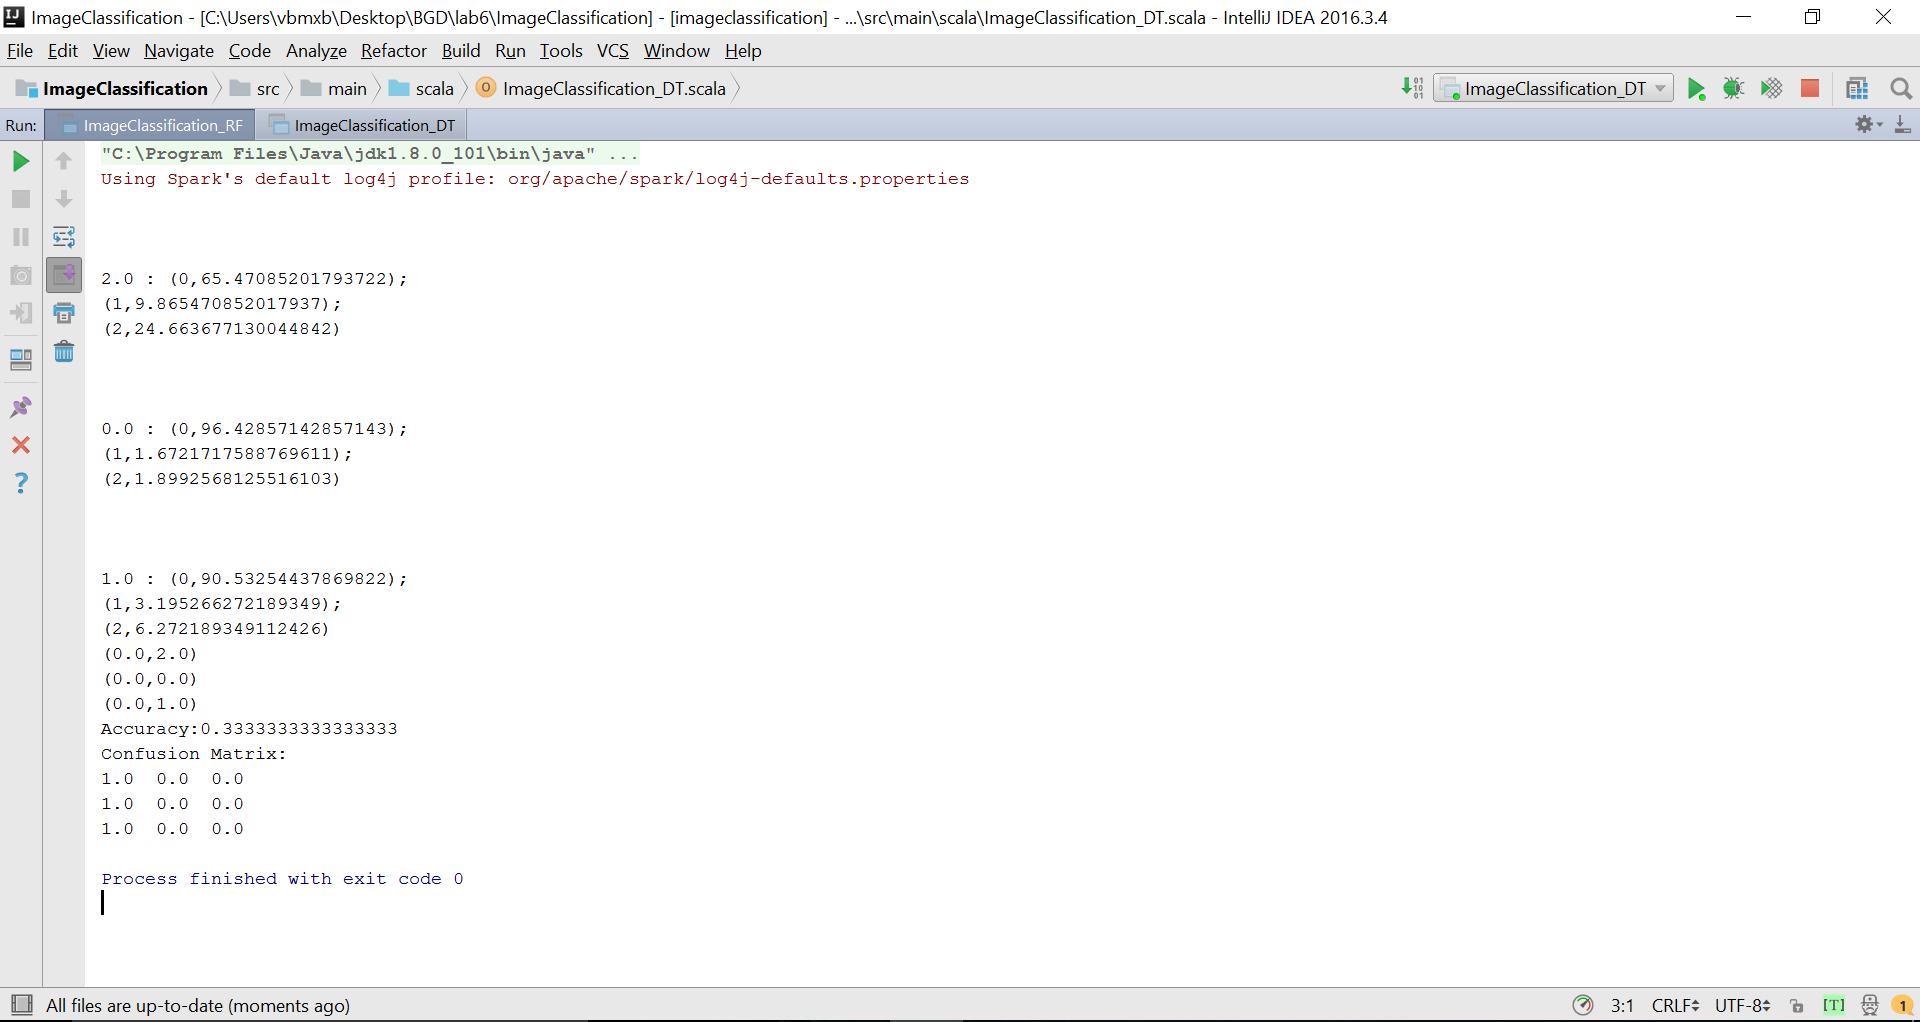 ImageClassification - [C:\Users\vbmxb\Desktop\BGD\lab6\ImageClassification] - [imageclassification] - ...\src\main\scala\ImageClassification_DT.scala - IntelliJ IDEA 2016.3.4
File Edit View Navigate Code Analyze Refactor Build Run Tools VCS Window Help
ImageClassification src main scala ImageClassification_DT.scala ImageClassification_DT
Run: ImageClassification_RF ImageClassification_DT
"C:\Program Files\Java\jdk1.8.0_101\bin\java" ...
Using Spark's default log4j profile: org/apache/spark/log4j-defaults.properties
2.0 : (0,65.47085201793722);
(1,9.865470852017937);
(2,24.663677130044842)
0.0 : (0,96.42857142857143);
(1,1.6721717588769611);
(2,1.8992568125516103)
1.0 : (0,90.53254437869822);
(1,3.195266272189349);
(2,6.272189349112426)
(0.0,2.0)
(0.0,0.0)
(0.0,1.0)
Accuracy:0.3333333333333333
Confusion Matrix:
1.0 0.0 0.0
1.0 0.0 0.0
1.0 0.0 0.0
Process finished with exit code 0
All files are up-to-date (moments ago) 3:1 CRLF UTF-8 [T] 1